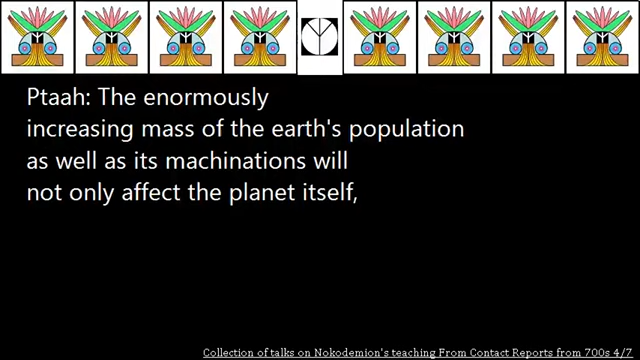 Ptaah: The enormously
increasing mass of the earth's population
as well as its machinations will
not only affect the planet itself,
Collection of talks on Nokodemion's teaching From Contact Reports from 700s 4/7